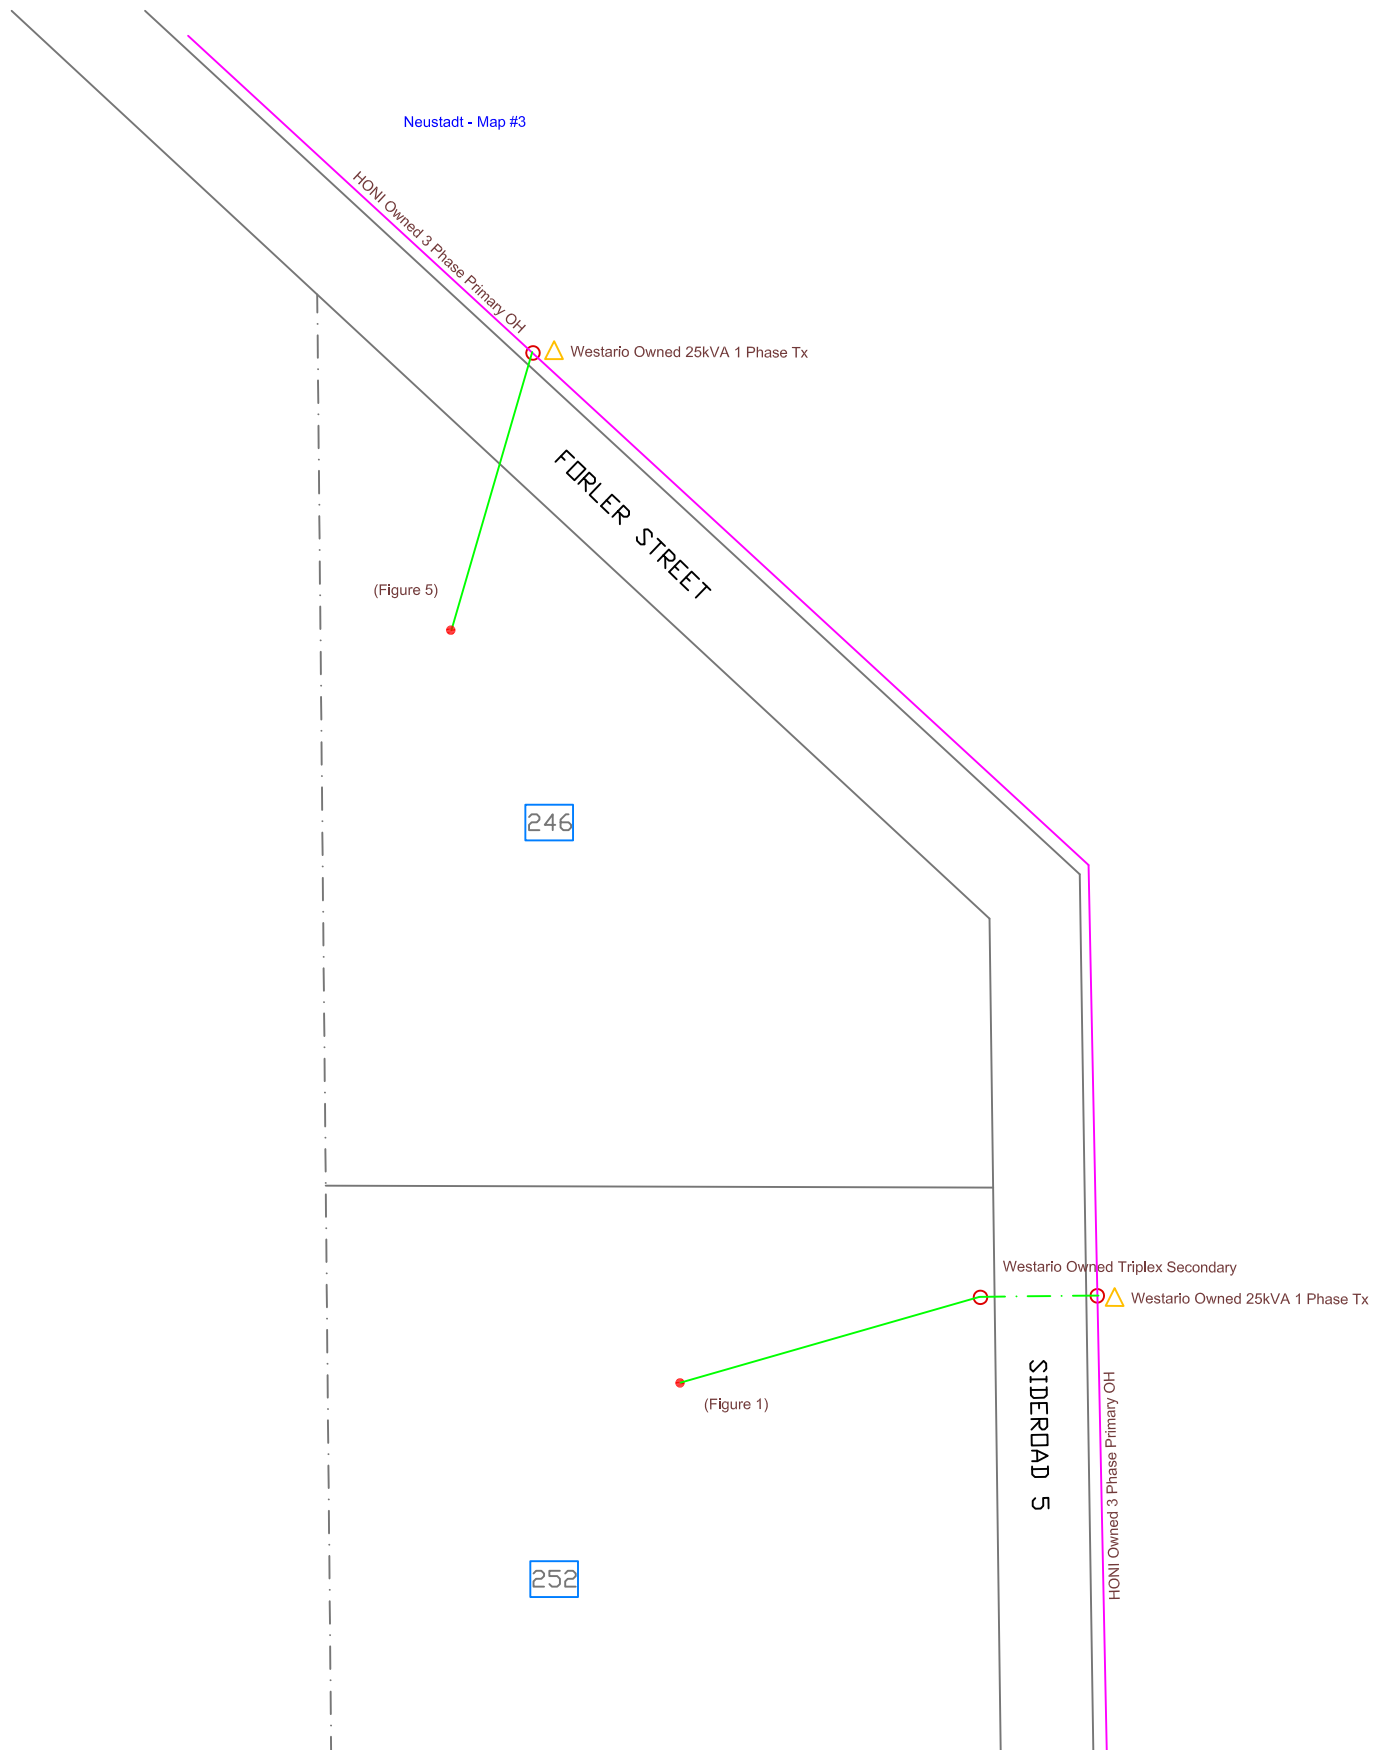 Neustadt - Map #3
HONI Owned 3 Phase Primary OH
Westario Owned 25kVA 1 Phase Tx
FORLER STREET
(Figure 5)
246
Westario Owned Triplex Secondary
Westario Owned 25kVA 1 Phase Tx
(Figure 1)
SIDEROAD 5
HONI Owned 3 Phase Primary OH
252